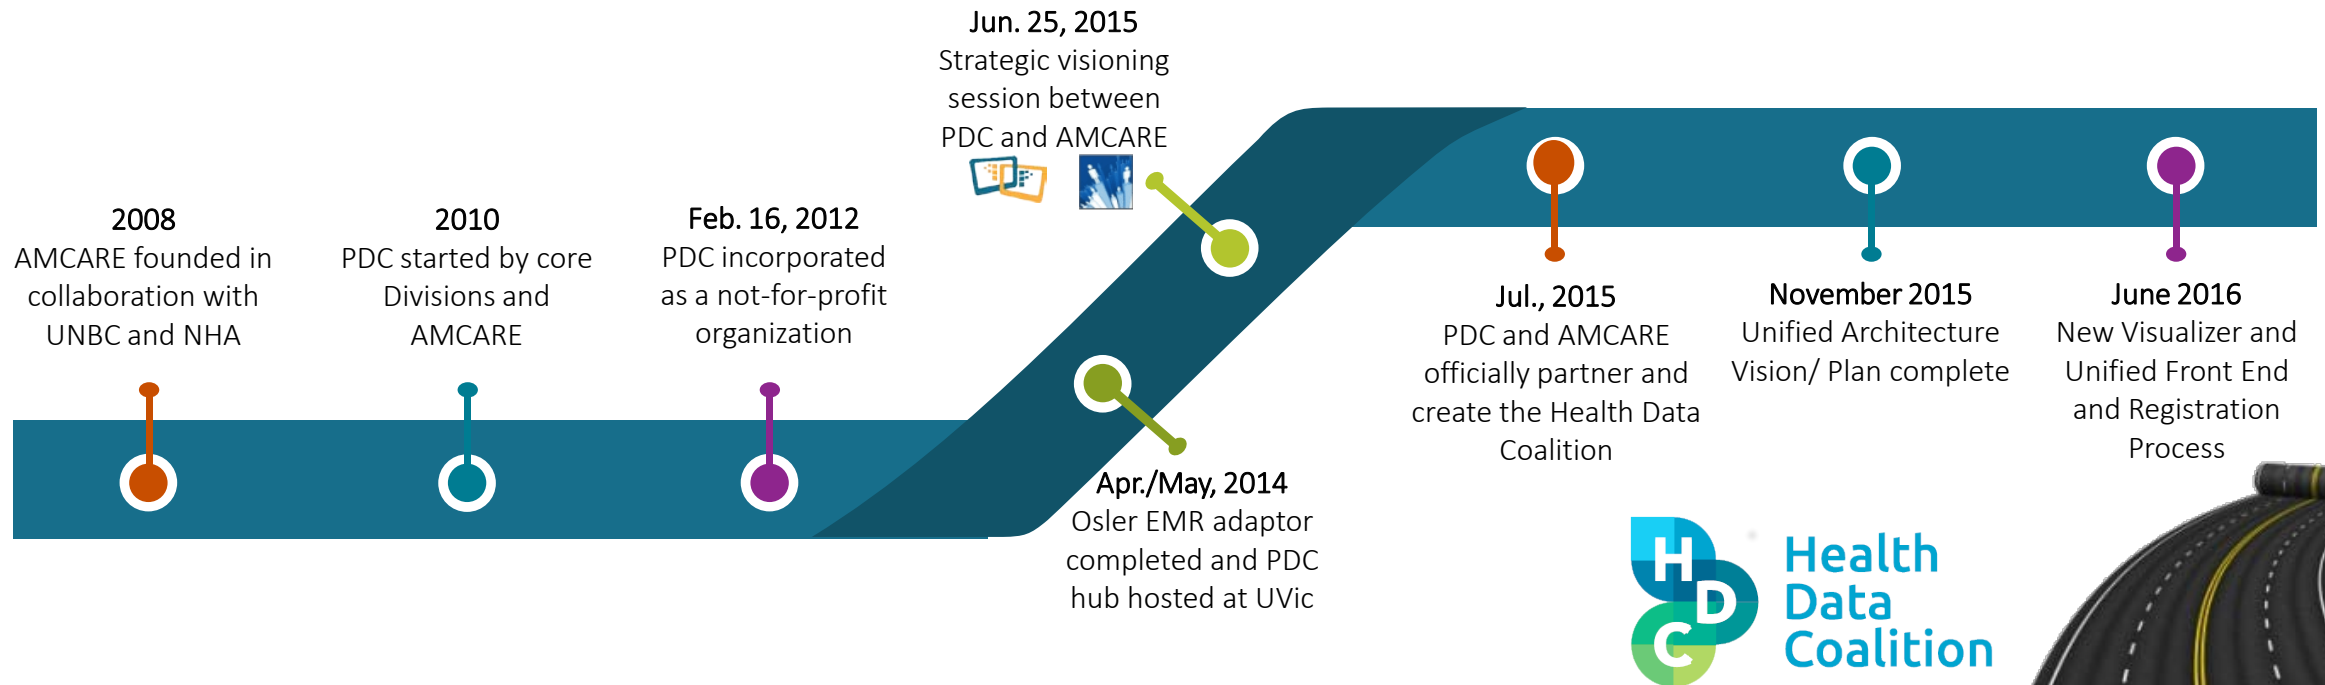 2008
AMCARE founded in
collaboration with
UNBC and NHA
2010
PDC started by core
Divisions and
AMCARE
Feb. 16, 2012
PDC incorporated
as a not-for-profit
organization
Apr./May, 2014
Osler EMR adaptor
completed and PDC
hub hosted at UVic
Jun. 25, 2015
Strategic visioning
session between
PDC and AMCARE
Jul., 2015
PDC and AMCARE
officially partner and
create the Health Data
Coalition
November 2015
Unified Architecture
Vision/ Plan complete
June 2016
New Visualizer and
Unified Front End
and Registration
Process
H
D
C
Health
Data
Coalition